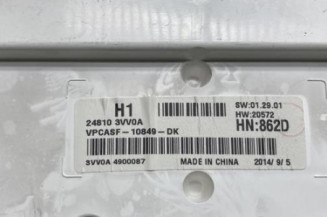 H1
24810 3VV0A
VPCASF-10849-DK
3VV0A 4900087
MADE IN CHINA
2014/ 9/ 5
SW:01.29.01
HW:20572
HN:862D